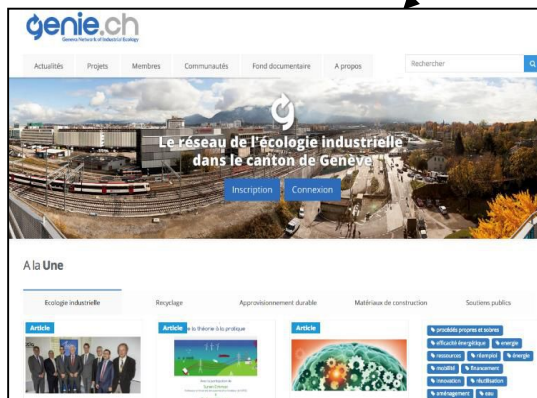 genie.ch
Geneva Network of Industrial Ecology
Actualités Projets Membres Communautés Fond documentaire A propos Rechercher
Le réseau de l'écologie industrielle
dans le canton de Genève
Inscription Connexion
A la Une
Ecologie industrielle Recyclage Approvisionnement durable Matériaux de construction Soutiens publics
Article Article la théorie à la pratique Article
procédés propres et sobres
efficacité énergétique energie
ressources réemploi énergie
mobilité financement
innovation réutilisation
aménagement eau